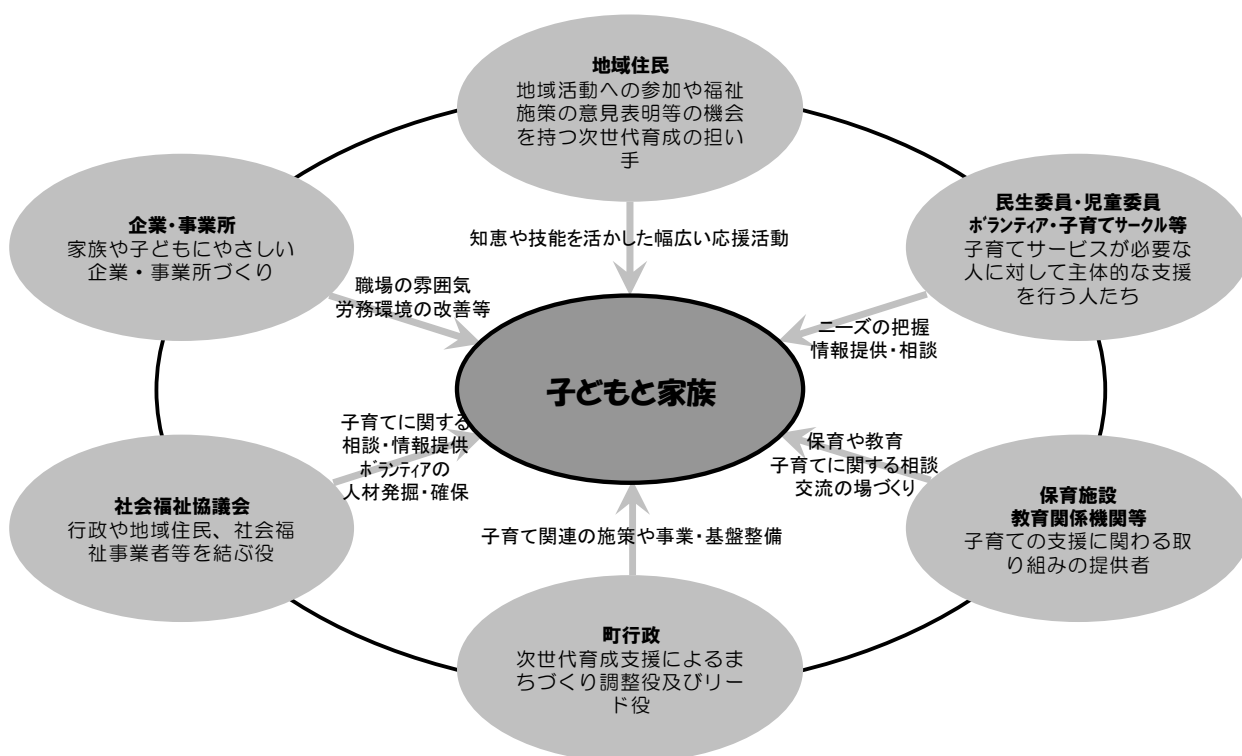 地域住民
地域活動への参加や福祉
施策の意見表明等の機会
を持つ次世代育成の担い
手
企業・事業所
家族や子どもにやさしい
企業・事業所づくり
民生委員・児童委員
ﾎﾞﾗﾝﾃｨｱ・子育てｻｰｸﾙ等
子育てサービスが必要な
人に対して主体的な支援
を行う人たち
知恵や技能を活かした幅広い応援活動
職場の雰囲気
労務環境の改善等
ニーズの把握
情報提供・相談
子どもと家族
子育てに関する
相談・情報提供
ﾎﾞﾗﾝﾃｨｱの
人材発掘・確保
保育や教育
子育てに関する相談
交流の場づくり
社会福祉協議会
行政や地域住民、社会福
祉事業者等を結ぶ役
保育施設
教育関係機関等
子育ての支援に関わる取
り組みの提供者
子育て関連の施策や事業・基盤整備
町行政
次世代育成支援によるま
ちづくり調整役及びリー
ド役